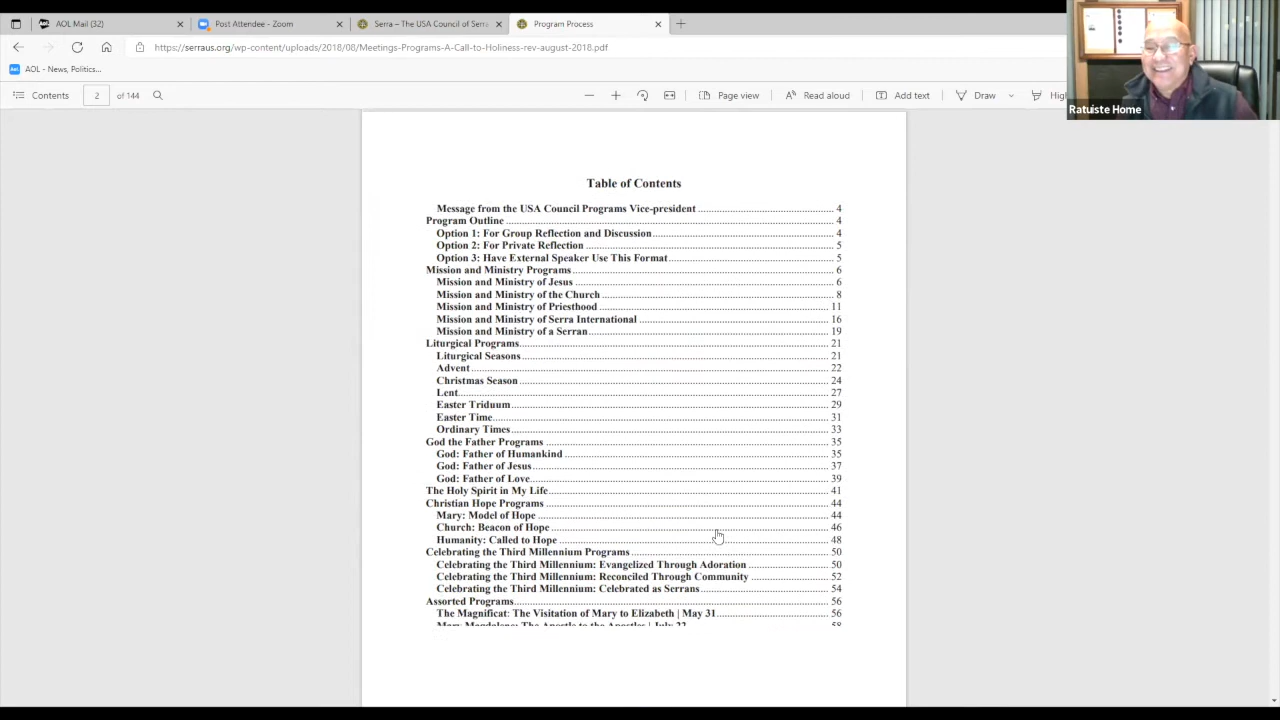 AOL Mail (32)
Post Attendee - Zoom
Serra – The USA Council of Serra
Program Process
https://serraus.org/wp-content/uploads/2018/08/Meetings-Programs-A-Call-to-Holiness-rev-august-2018.pdf
AOL - News, Politics...
Contents
2
of 144
Page view
Read aloud
Add text
Draw
Ratuiste Home
Table of Contents
Message from the USA Council Programs Vice-president 4
Program Outline 4
Option 1: For Group Reflection and Discussion 4
Option 2: For Private Reflection 5
Option 3: Have External Speaker Use This Format 5
Mission and Ministry Programs 6
Mission and Ministry of Jesus 6
Mission and Ministry of the Church 8
Mission and Ministry of Priesthood 11
Mission and Ministry of Serra International 16
Mission and Ministry of a Serran 19
Liturgical Programs 21
Liturgical Seasons 21
Advent 22
Christmas Season 24
Lent 27
Easter Triduum 29
Easter Time 31
Ordinary Times 33
God the Father Programs 35
God: Father of Humankind 35
God: Father of Jesus 37
God: Father of Love 39
The Holy Spirit in My Life 41
Christian Hope Programs 44
Mary: Model of Hope 44
Church: Beacon of Hope 46
Humanity: Called to Hope 48
Celebrating the Third Millennium Programs 50
Celebrating the Third Millennium: Evangelized Through Adoration 50
Celebrating the Third Millennium: Reconciled Through Community 52
Celebrating the Third Millennium: Celebrated as Serrans 54
Assorted Programs 56
The Magnificat: The Visitation of Mary to Elizabeth | May 31 56
Mary Magdalene: The Apostle to the Apostles | July 22 58